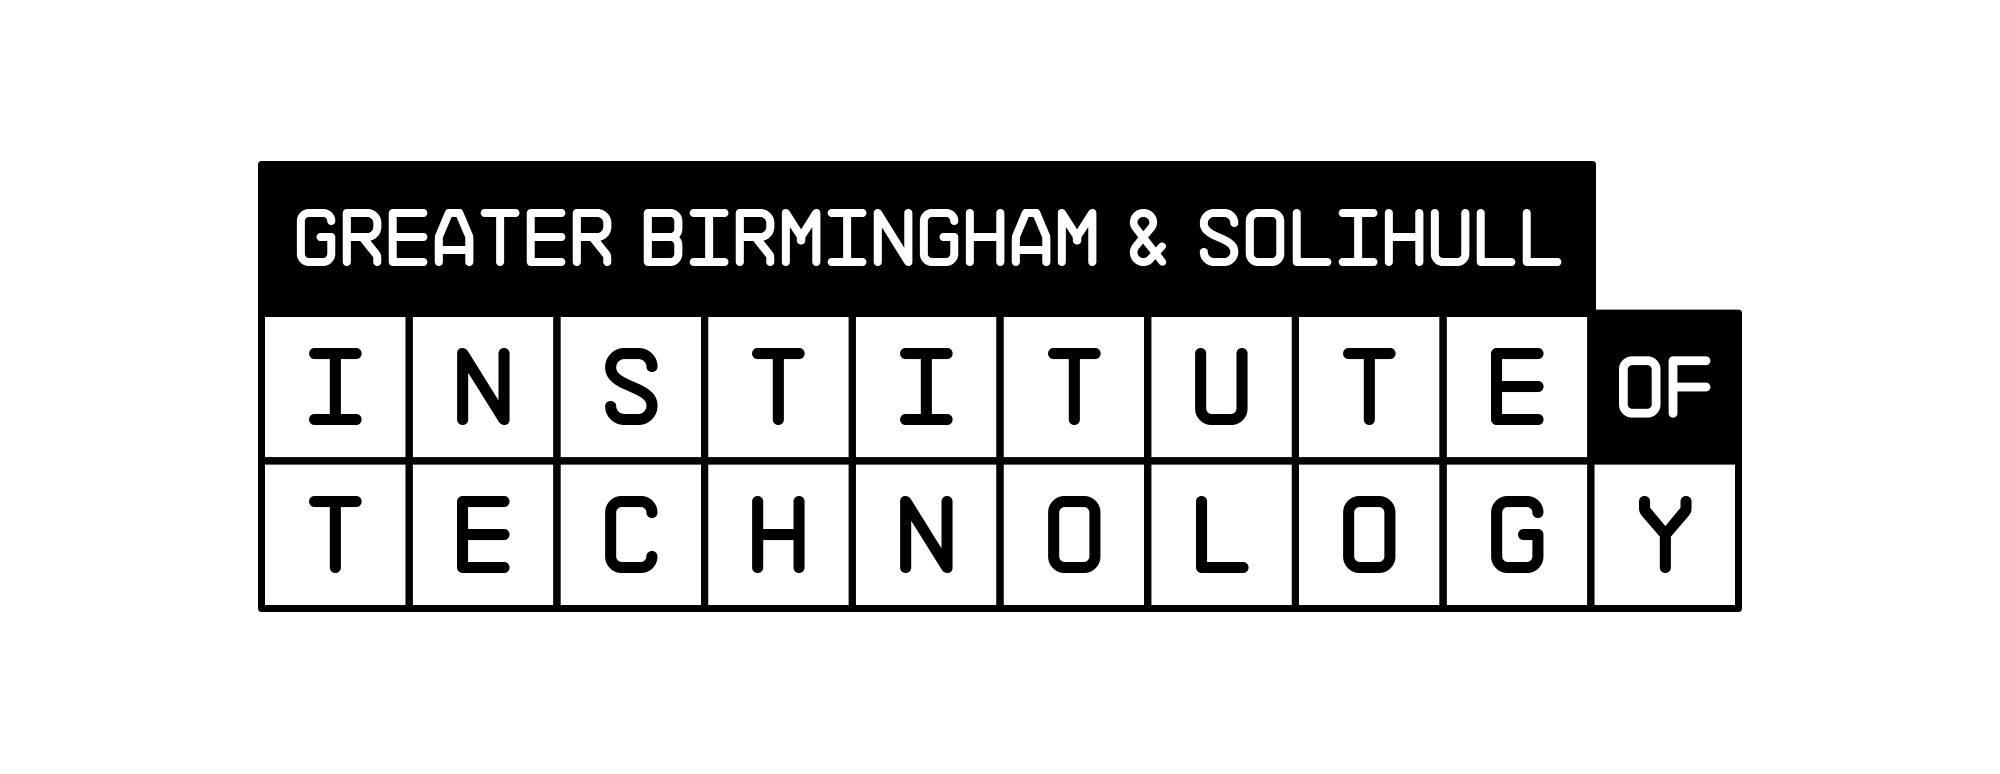 GREATER BIRMINGHAM & SOLIHULL
INSTITUTE OF
TECHNOLOGY